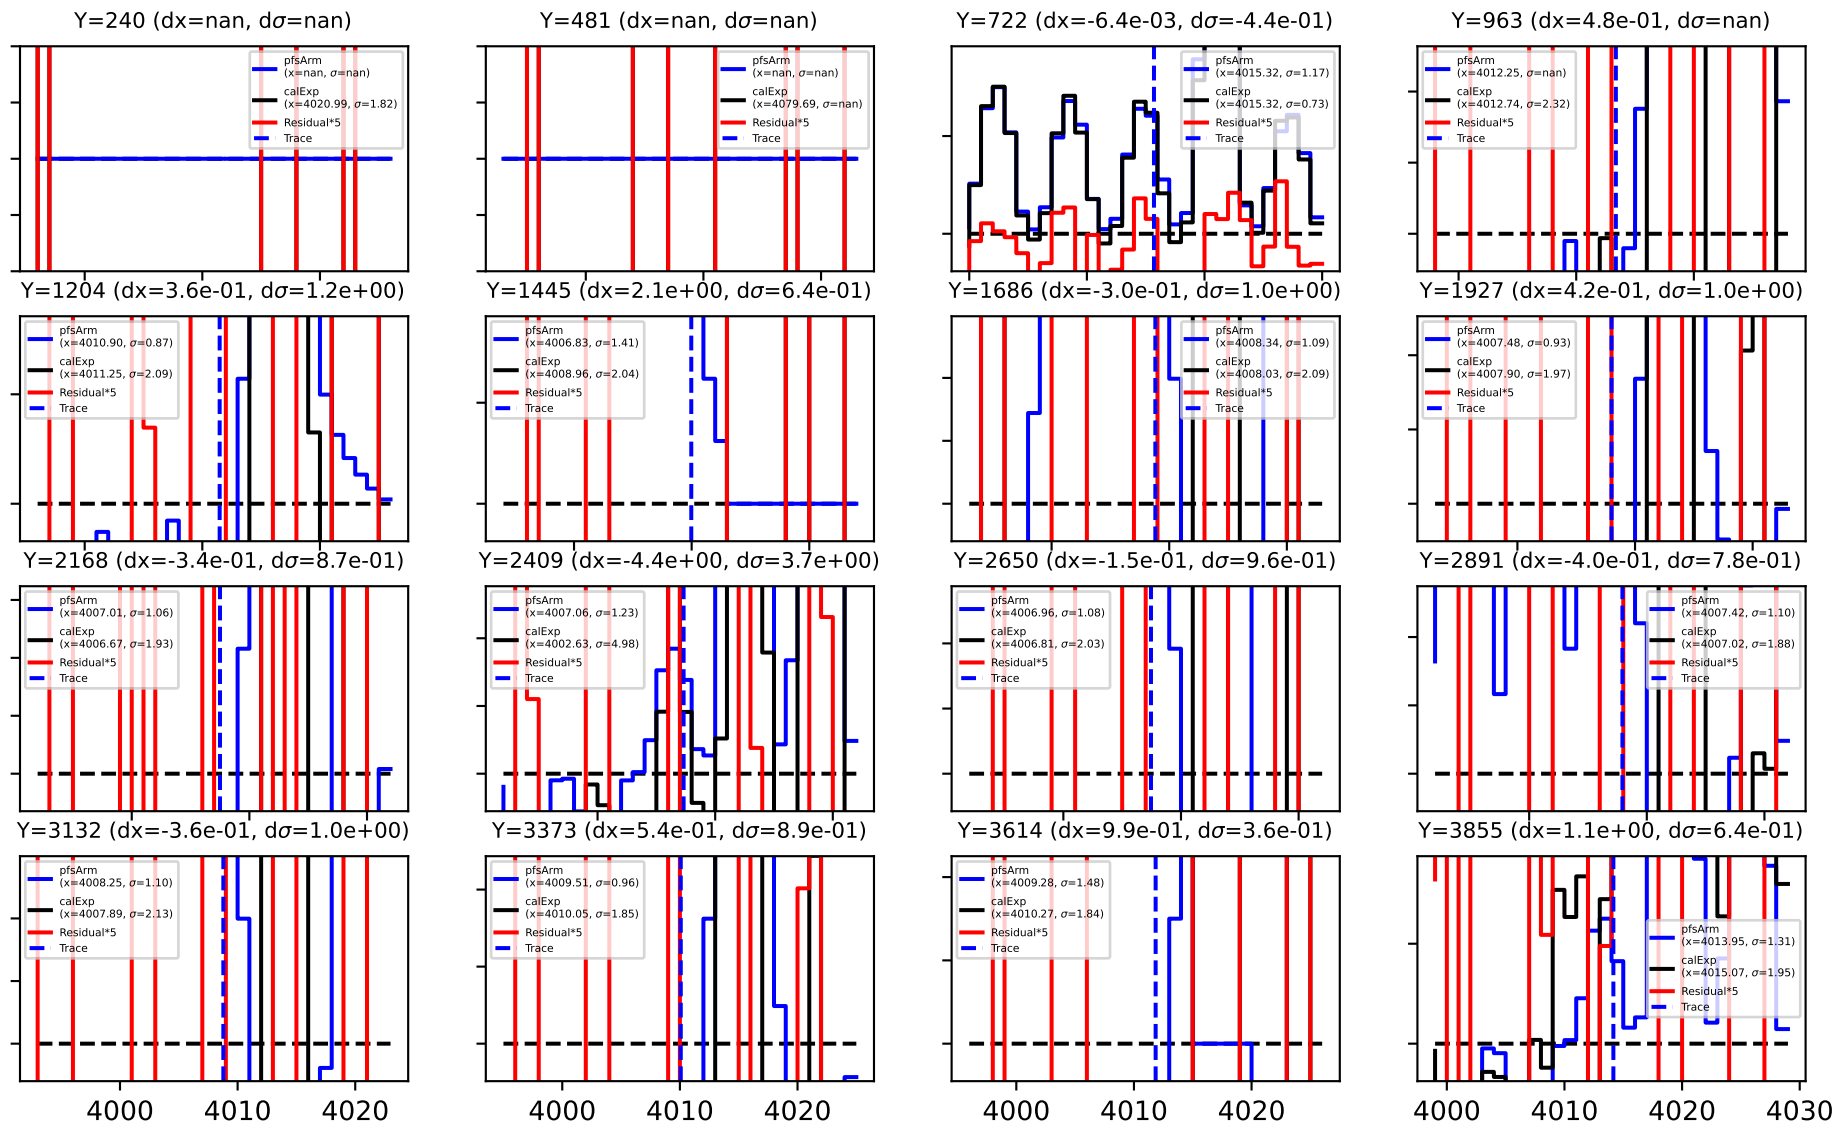 Y=240 (dx=nan, dσ=nan)
pfsArm
(x=nan, σ=nan)
calExp
(x=4020.99, σ=1.82)
Residual*5
Trace
Y=481 (dx=nan, dσ=nan)
pfsArm
(x=nan, σ=nan)
calExp
(x=4079.69, σ=nan)
Residual*5
Trace
Y=722 (dx=-6.4e-03, dσ=-4.4e-01)
pfsArm
(x=4015.32, σ=1.17)
calExp
(x=4015.32, σ=0.73)
Residual*5
Trace
Y=963 (dx=4.8e-01, dσ=nan)
pfsArm
(x=4012.25, σ=nan)
calExp
(x=4012.74, σ=2.32)
Residual*5
Trace
Y=1204 (dx=3.6e-01, dσ=1.2e+00)
pfsArm
(x=4010.90, σ=0.87)
calExp
(x=4011.25, σ=2.09)
Residual*5
Trace
Y=1445 (dx=2.1e+00, dσ=6.4e-01)
pfsArm
(x=4006.83, σ=1.41)
calExp
(x=4008.96, σ=2.04)
Residual*5
Trace
Y=1686 (dx=-3.0e-01, dσ=1.0e+00)
pfsArm
(x=4008.34, σ=1.09)
calExp
(x=4008.03, σ=2.09)
Residual*5
Trace
Y=1927 (dx=4.2e-01, dσ=1.0e+00)
pfsArm
(x=4007.48, σ=0.93)
calExp
(x=4007.90, σ=1.97)
Residual*5
Trace
Y=2168 (dx=-3.4e-01, dσ=8.7e-01)
pfsArm
(x=4007.01, σ=1.06)
calExp
(x=4006.67, σ=1.93)
Residual*5
Trace
Y=2409 (dx=-4.4e+00, dσ=3.7e+00)
pfsArm
(x=4007.06, σ=1.23)
calExp
(x=4002.63, σ=4.98)
Residual*5
Trace
Y=2650 (dx=-1.5e-01, dσ=9.6e-01)
pfsArm
(x=4006.96, σ=1.08)
calExp
(x=4006.81, σ=2.03)
Residual*5
Trace
Y=2891 (dx=-4.0e-01, dσ=7.8e-01)
pfsArm
(x=4007.42, σ=1.10)
calExp
(x=4007.02, σ=1.88)
Residual*5
Trace
Y=3132 (dx=-3.6e-01, dσ=1.0e+00)
pfsArm
(x=4008.25, σ=1.10)
calExp
(x=4007.89, σ=2.13)
Residual*5
Trace
Y=3373 (dx=5.4e-01, dσ=8.9e-01)
pfsArm
(x=4009.51, σ=0.96)
calExp
(x=4010.05, σ=1.85)
Residual*5
Trace
Y=3614 (dx=9.9e-01, dσ=3.6e-01)
pfsArm
(x=4009.28, σ=1.48)
calExp
(x=4010.27, σ=1.84)
Residual*5
Trace
Y=3855 (dx=1.1e+00, dσ=6.4e-01)
pfsArm
(x=4013.95, σ=1.31)
calExp
(x=4015.07, σ=1.95)
Residual*5
Trace
4000 4010 4020
4000 4010 4020
4000 4010 4020
4000 4010 4020 4030